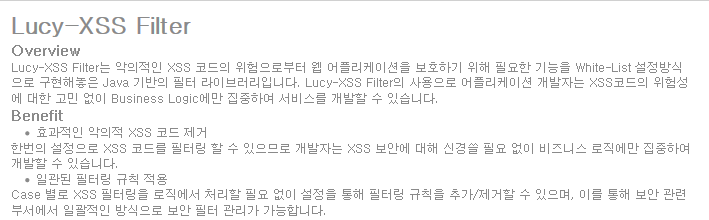 Lucy-XSS Filter
Overview
Lucy-XSS Filter는 악의적인 XSS 코드의 위험으로부터 웹 어플리케이션을 보호하기 위해 필요한 기능을 White-List 설정방식
으로 구현해놓은 Java 기반의 필터 라이브러리입니다. Lucy-XSS Filter의 사용으로 어플리케이션 개발자는 XSS코드의 위험성
에 대한 고민 없이 Business Logic에만 집중하여 서비스를 개발할 수 있습니다.
Benefit
• 효과적인 악의적 XSS 코드 제거
한번의 설정으로 XSS 코드를 필터링 할 수 있으므로 개발자는 XSS 보안에 대해 신경쓸 필요 없이 비즈니스 로직에만 집중하여
개발할 수 있습니다.
• 일관된 필터링 규칙 적용
Case 별로 XSS 필터링을 로직에서 처리할 필요 없이 설정을 통해 필터링 규칙을 추가/제거할 수 있으며, 이를 통해 보안 관련
부서에서 일괄적인 방식으로 보안 필터 관리가 가능합니다.